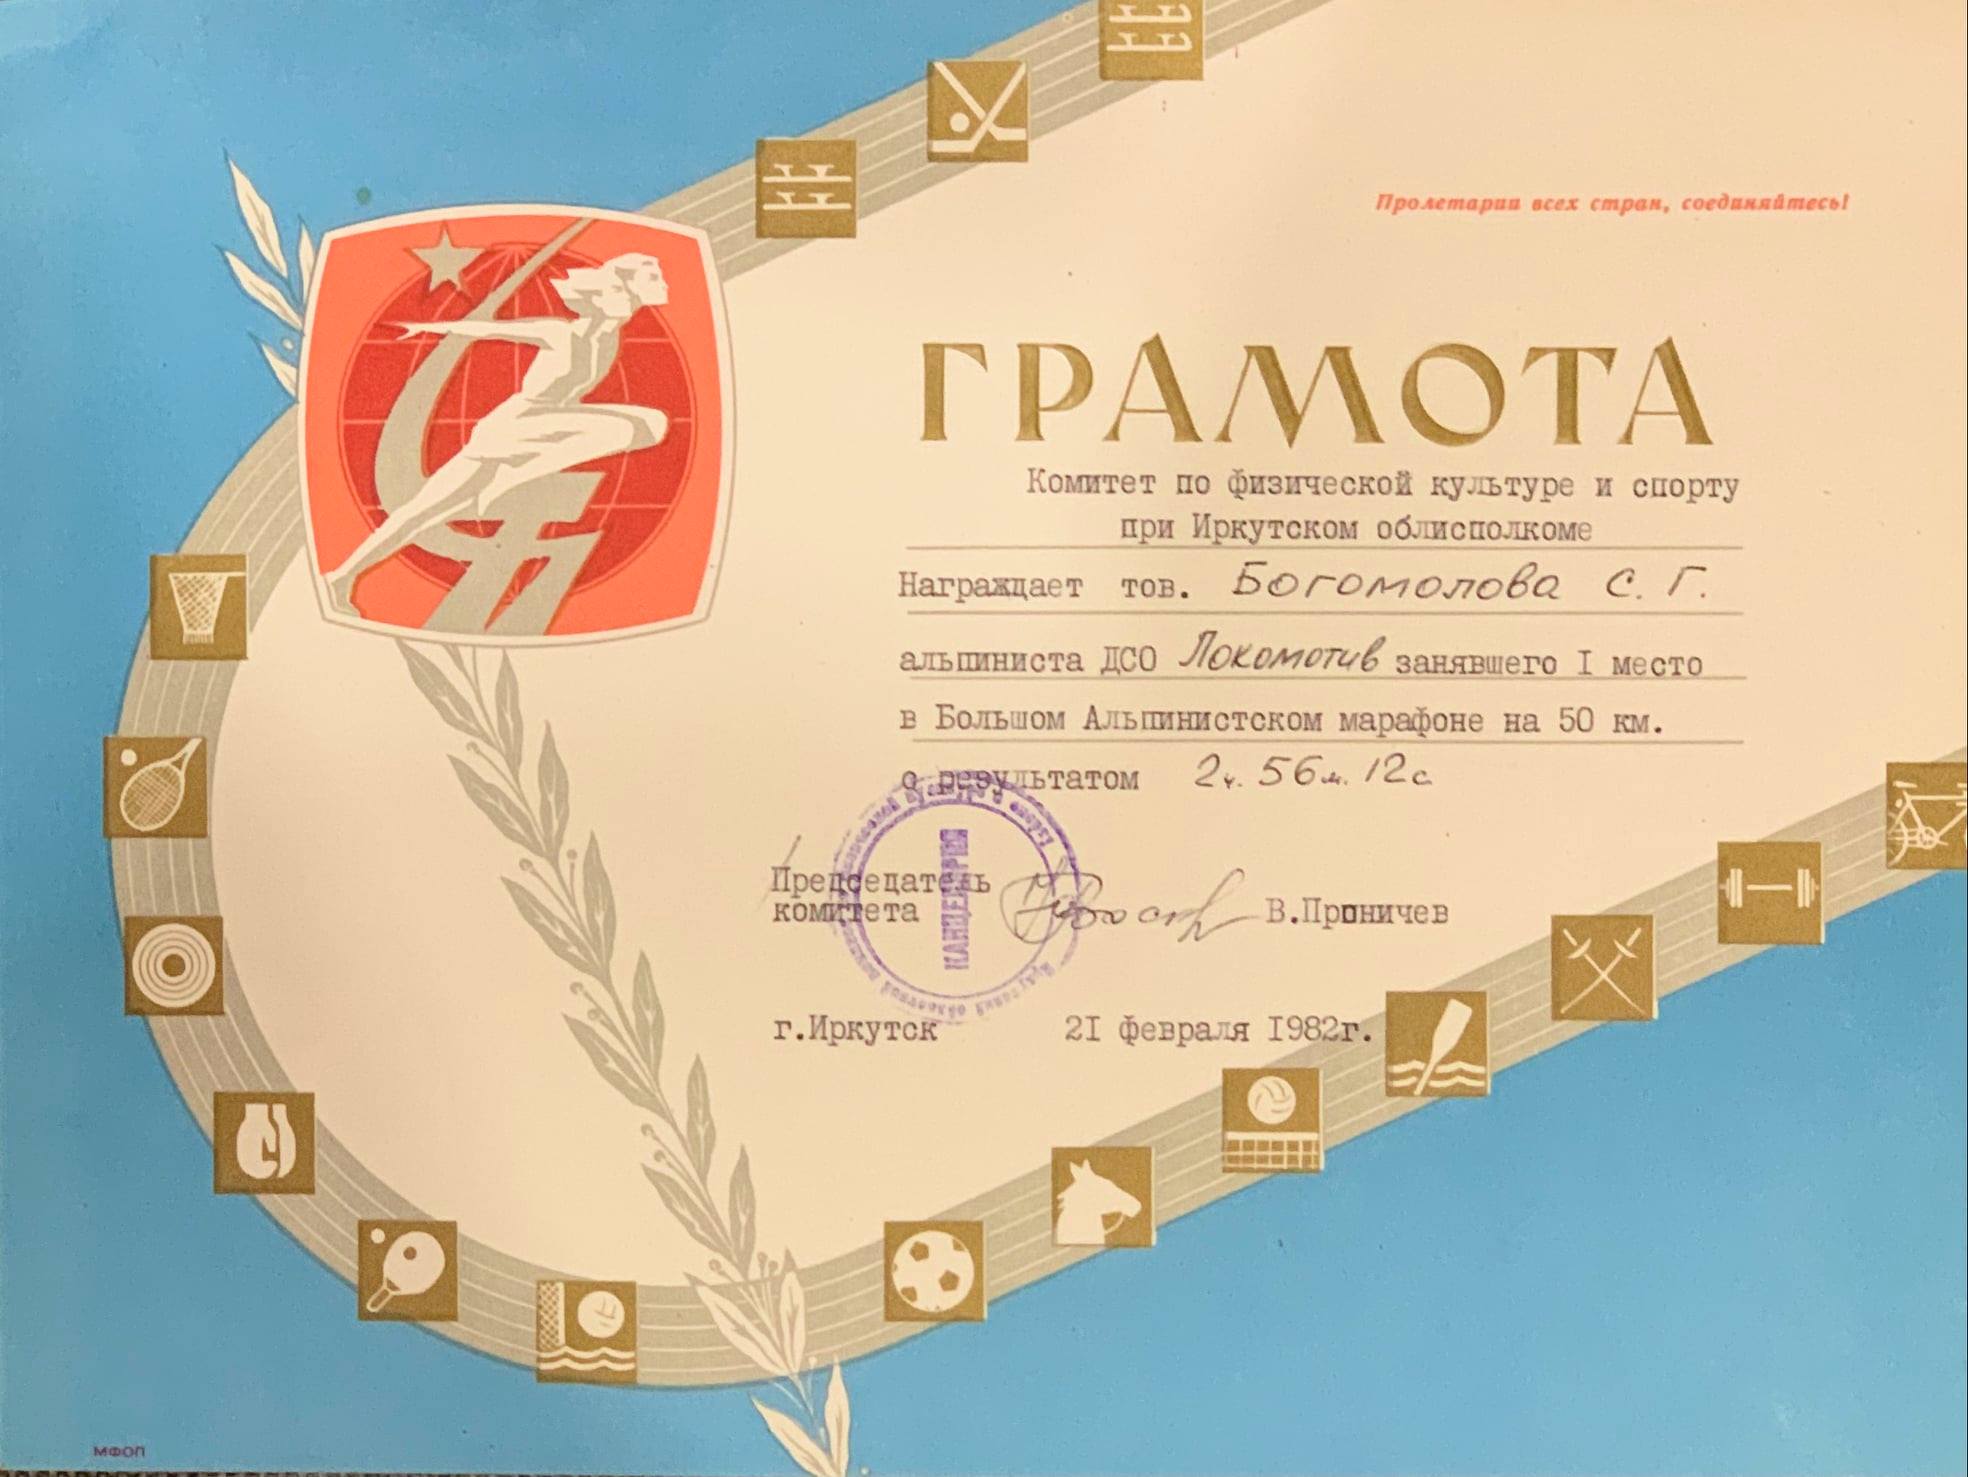 Пролетарии всех стран, соединяйтесь!
ГРАМОТА
Комитет по физической культуре и спорту
при Иркутском облисполкоме
Награждает тов. Богомолова С. Г.
альпиниста ДСО Локомотив занявшего I место
в Большом Альпинистском марафоне на 50 км.
с результатом 2ч. 56м. 12с
Председатель
комитета В.Проничев
КАНЦЕЛЯРИЯ
г.Иркутск 2I февраля I982г.
МФОП